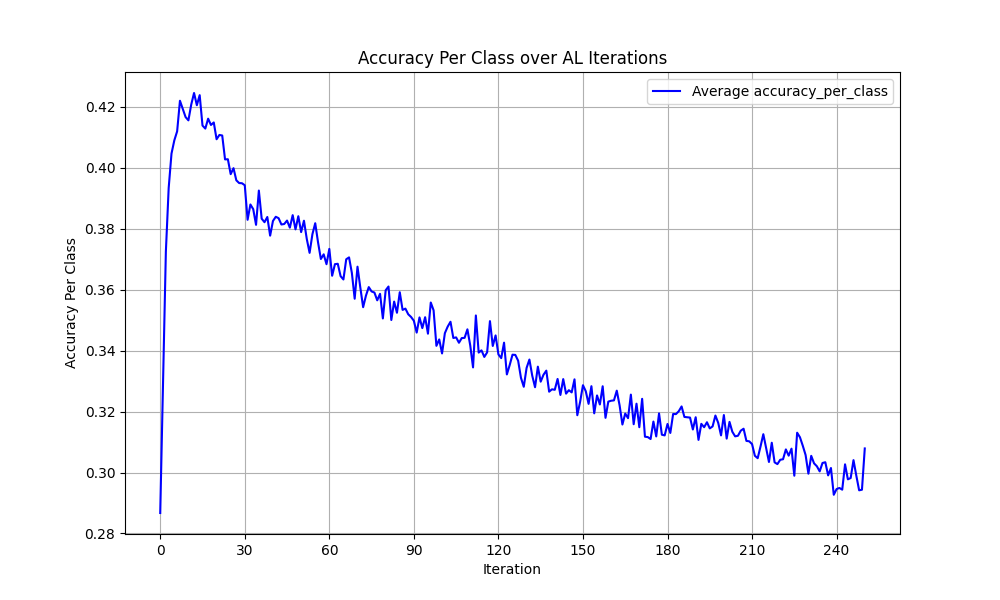 Accuracy Per Class over AL Iterations
Average accuracy_per_class
Accuracy Per Class
0.42
0.40
0.38
0.36
0.34
0.32
0.30
0.28
0 30 60 90 120 150 180 210 240
Iteration